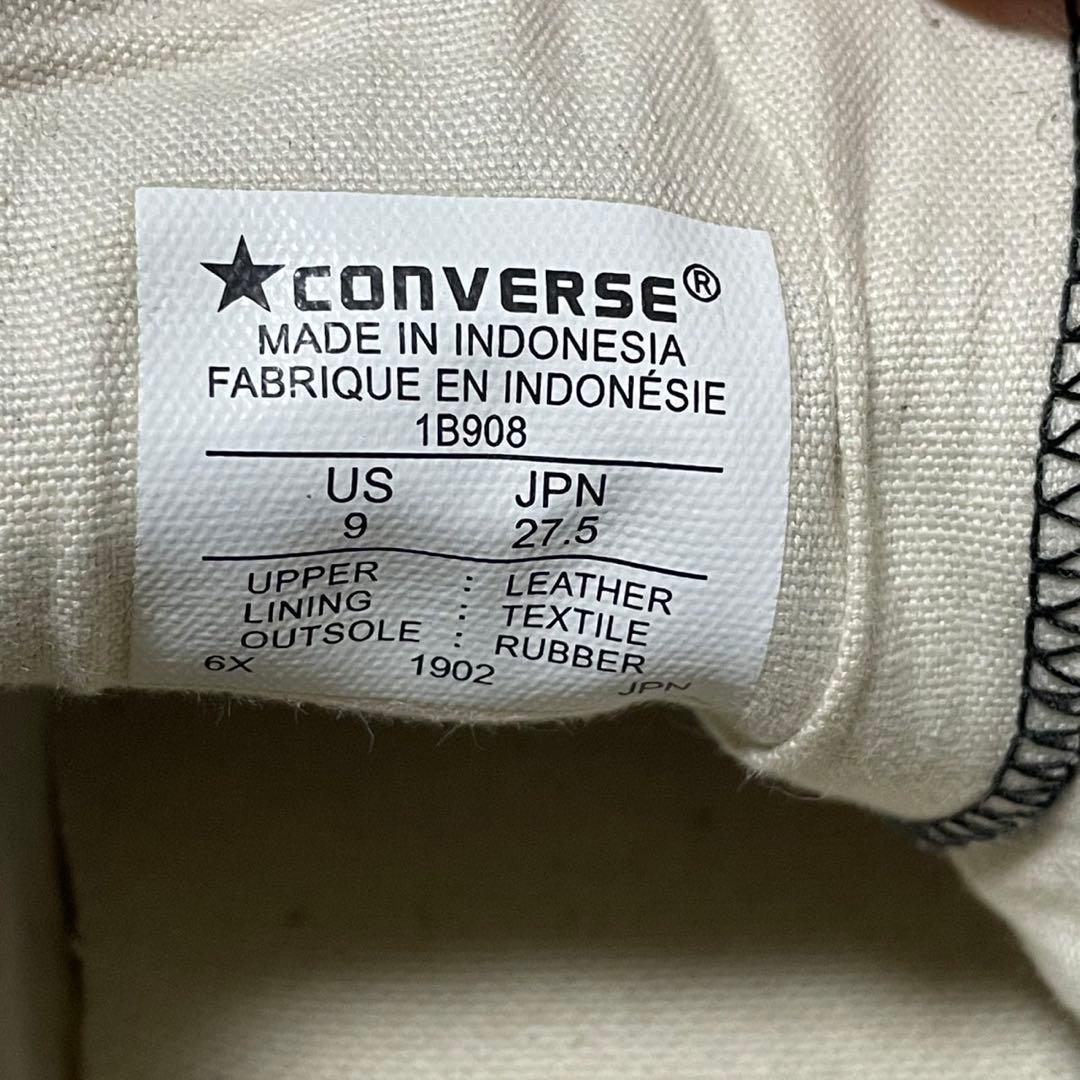 ★CONVERSE®
MADE IN INDONESIA
FABRIQUE EN INDONÉSIE
1B908
US JPN
9 27.5
UPPER : LEATHER
LINING : TEXTILE
OUTSOLE : RUBBER
6X 1902 JPN